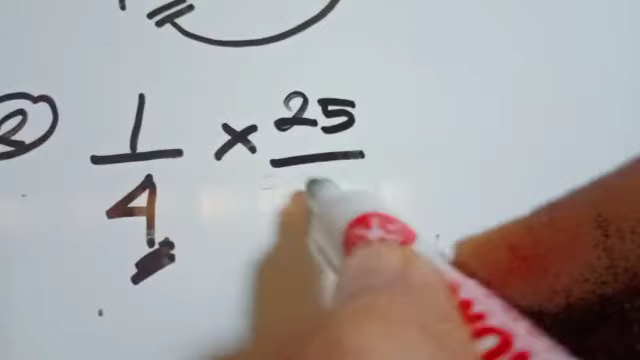 ② 1/4 × 25/